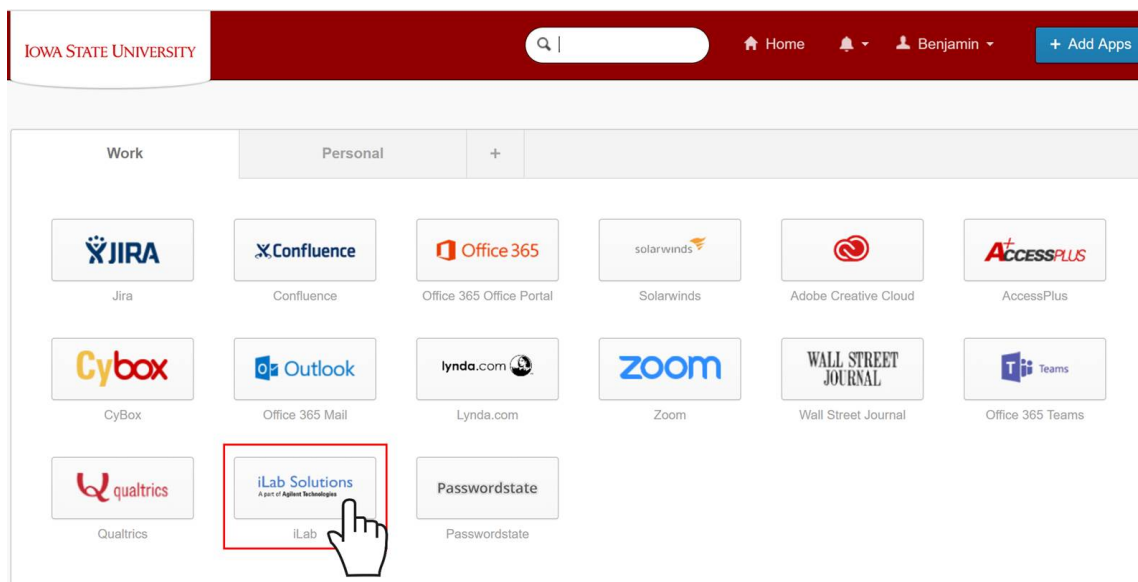 IOWA STATE UNIVERSITY
Home
Benjamin
+ Add Apps
Work
Personal
+
JIRA
Confluence
Office 365
solarwinds
ACCESSPLUS
Jira
Confluence
Office 365 Office Portal
Solarwinds
Adobe Creative Cloud
AccessPlus
Cybox
Outlook
lynda.com
zoom
WALL STREET
JOURNAL
Teams
CyBox
Office 365 Mail
Lynda.com
Zoom
Wall Street Journal
Office 365 Teams
qualtrics
iLab Solutions
A part of Agilent Technologies
Passwordstate
Qualtrics
iLab
Passwordstate